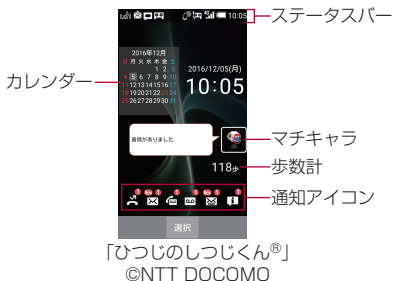 10:05
ステータスバー
カレンダー
2016年12月
日 月 火 水 木 金 土
1 2 3
4 5 6 7 8 9 10
11 12 13 14 15 16 17
18 19 20 21 22 23 24
25 26 27 28 29 30 31
2016/12/05(月)
10:05
着信がありました
マチキャラ
118歩
歩数計
通知アイコン
選択
「ひつじのしつじくん®」
©NTT DOCOMO